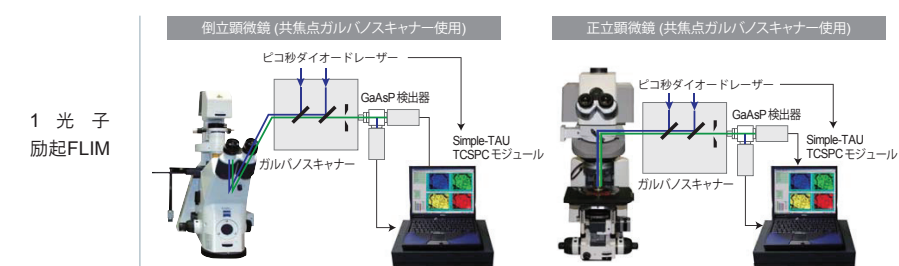 倒立顕微鏡 (共焦点ガルバノスキャナー使用)
ピコ秒ダイオードレーザー
GaAsP 検出器
Simple-TAU
TCSPC モジュール
ガルバノスキャナー
1 光 子
励起FLIM
正立顕微鏡 (共焦点ガルバノスキャナー使用)
ピコ秒ダイオードレーザー
GaAsP 検出器
Simple-TAU
TCSPC モジュール
ガルバノスキャナー